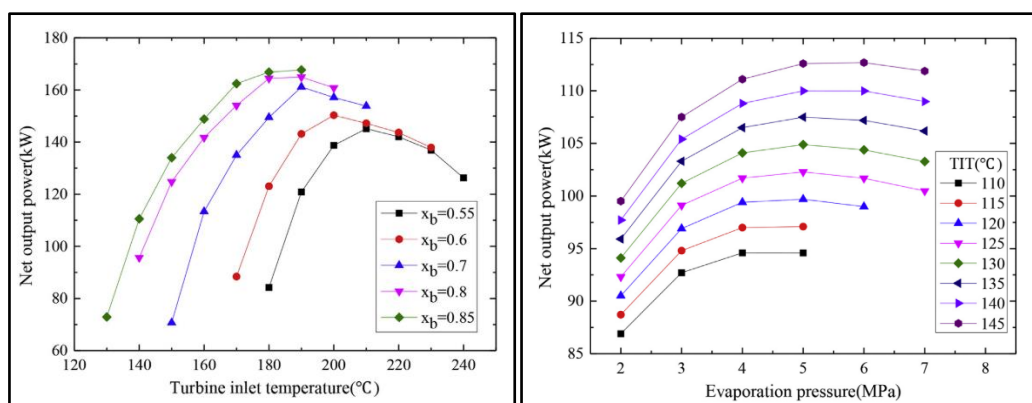 180
160
140
120
100
80
60
120 140 160 180 200 220 240
Net output power(kW)
Turbine inlet temperature(℃)
x_b=0.55
x_b=0.6
x_b=0.7
x_b=0.8
x_b=0.85
115
110
105
100
95
90
85
2 3 4 5 6 7 8
Net output power(kW)
Evaporation pressure(MPa)
TIT(℃)
110
115
120
125
130
135
140
145